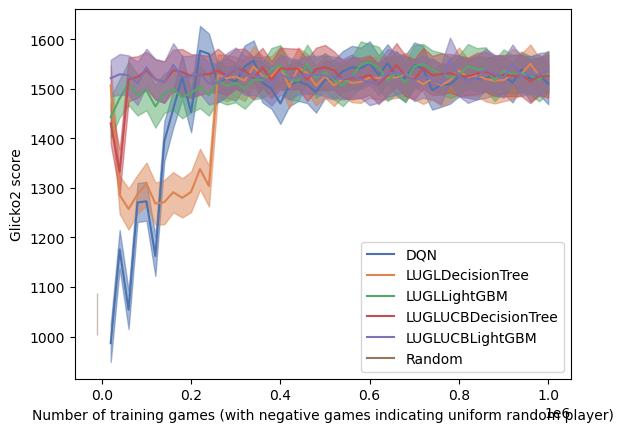 1600
1500
1400
1300
1200
1100
1000
Glicko2 score
DQN
LUGLDecisionTree
LUGLLightGBM
LUGLUCBDecisionTree
LUGLUCBLightGBM
Random
0.0 0.2 0.4 0.6 0.8 1.0
1e6
Number of training games (with negative games indicating uniform random player)